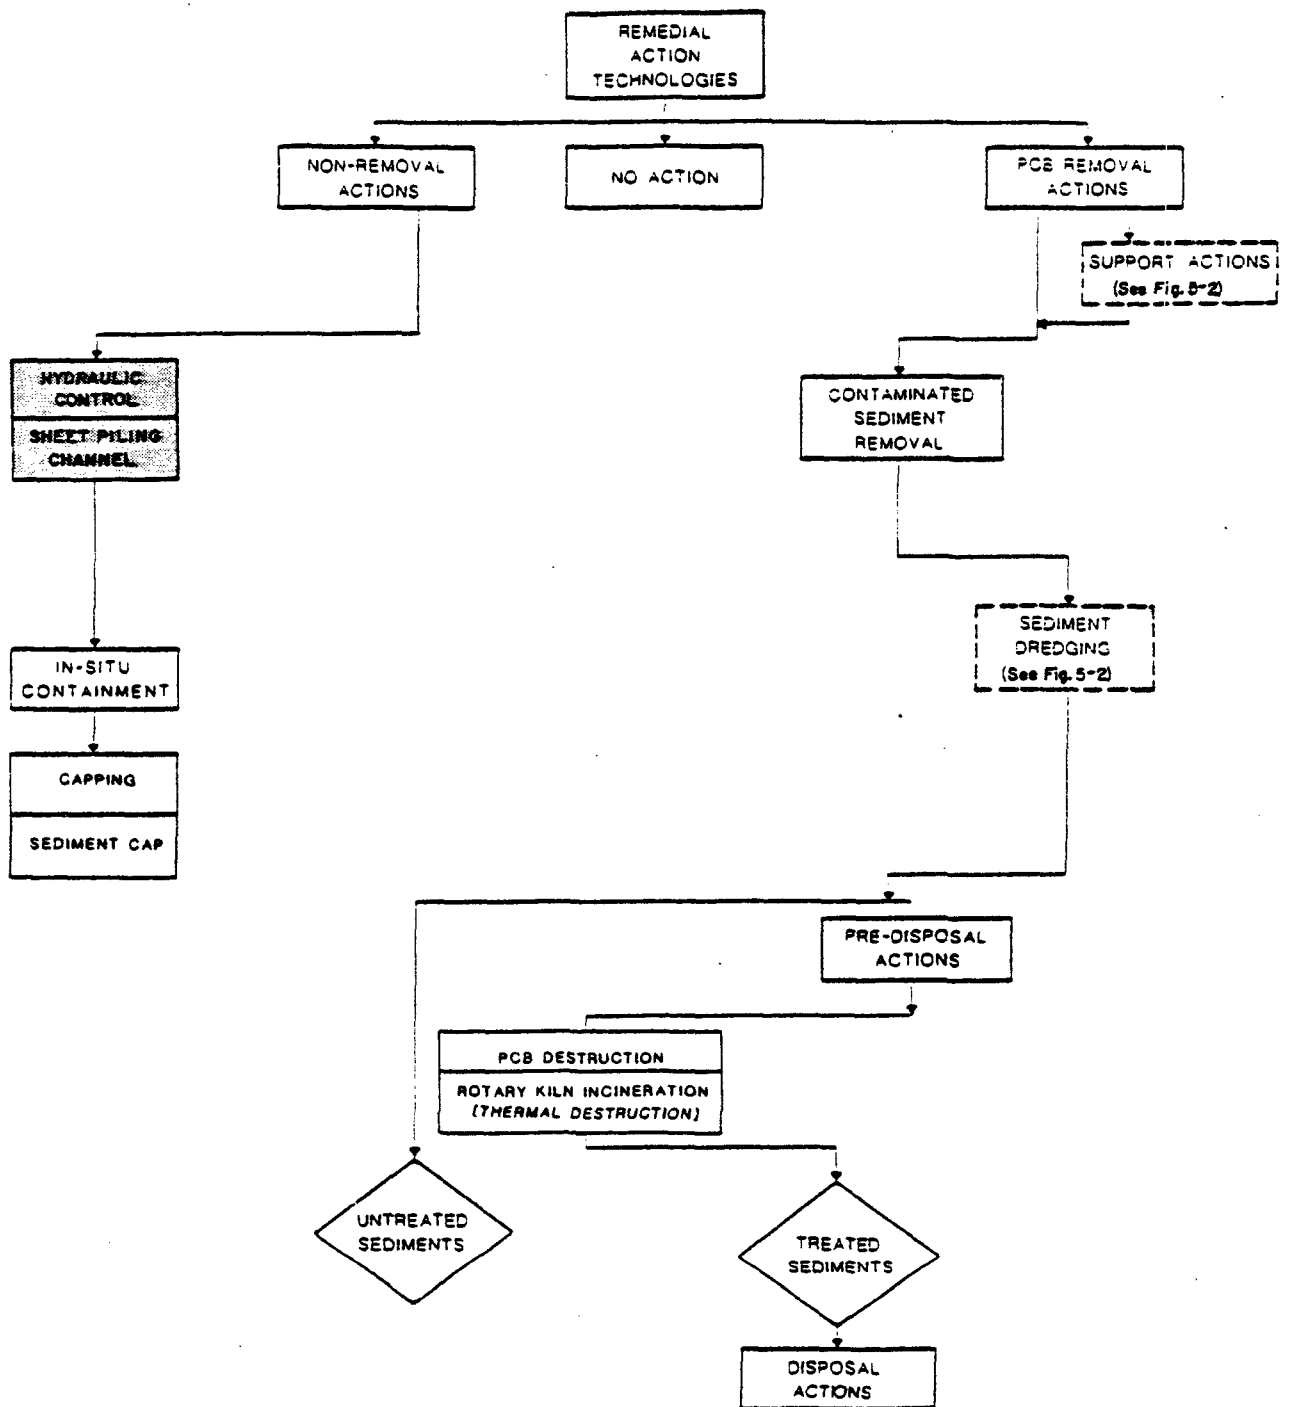 REMEDIAL
ACTION
TECHNOLOGIES
NON-REMOVAL
ACTIONS
NO ACTION
PCB REMOVAL
ACTIONS
SUPPORT ACTIONS
(See Fig. 5-2)
HYDRAULIC
CONTROL
SHEET PILING
CHANNEL
CONTAMINATED
SEDIMENT
REMOVAL
SEDIMENT
DREDGING
(See Fig. 5-2)
IN-SITU
CONTAINMENT
CAPPING
SEDIMENT CAP
PRE-DISPOSAL
ACTIONS
PCB DESTRUCTION
ROTARY KILN INCINERATION
(THERMAL DESTRUCTION)
UNTREATED
SEDIMENTS
TREATED
SEDIMENTS
DISPOSAL
ACTIONS